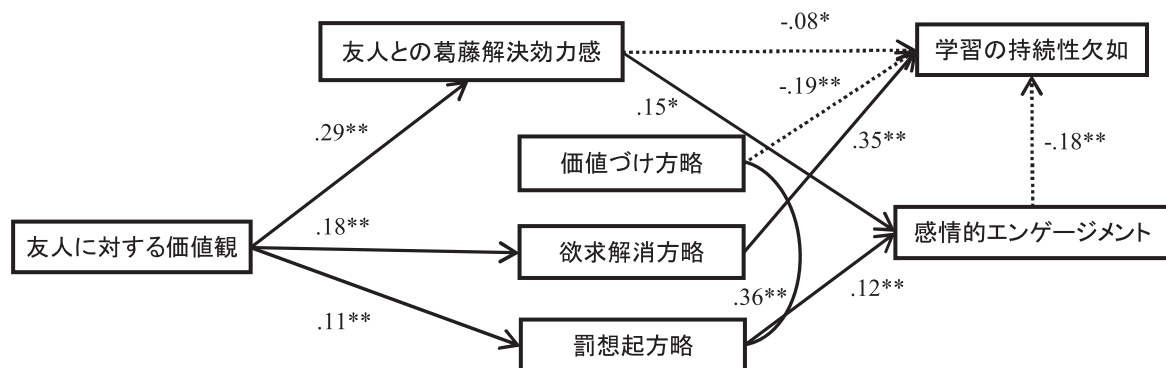 -.08*
友人との葛藤解決効力感
学習の持続性欠如
-.19**
.15*
.29**
.35**
価値づけ方略
-.18**
友人に対する価値観
.18**
欲求解消方略
感情的エンゲージメント
.36**
.12**
.11**
罰想起方略